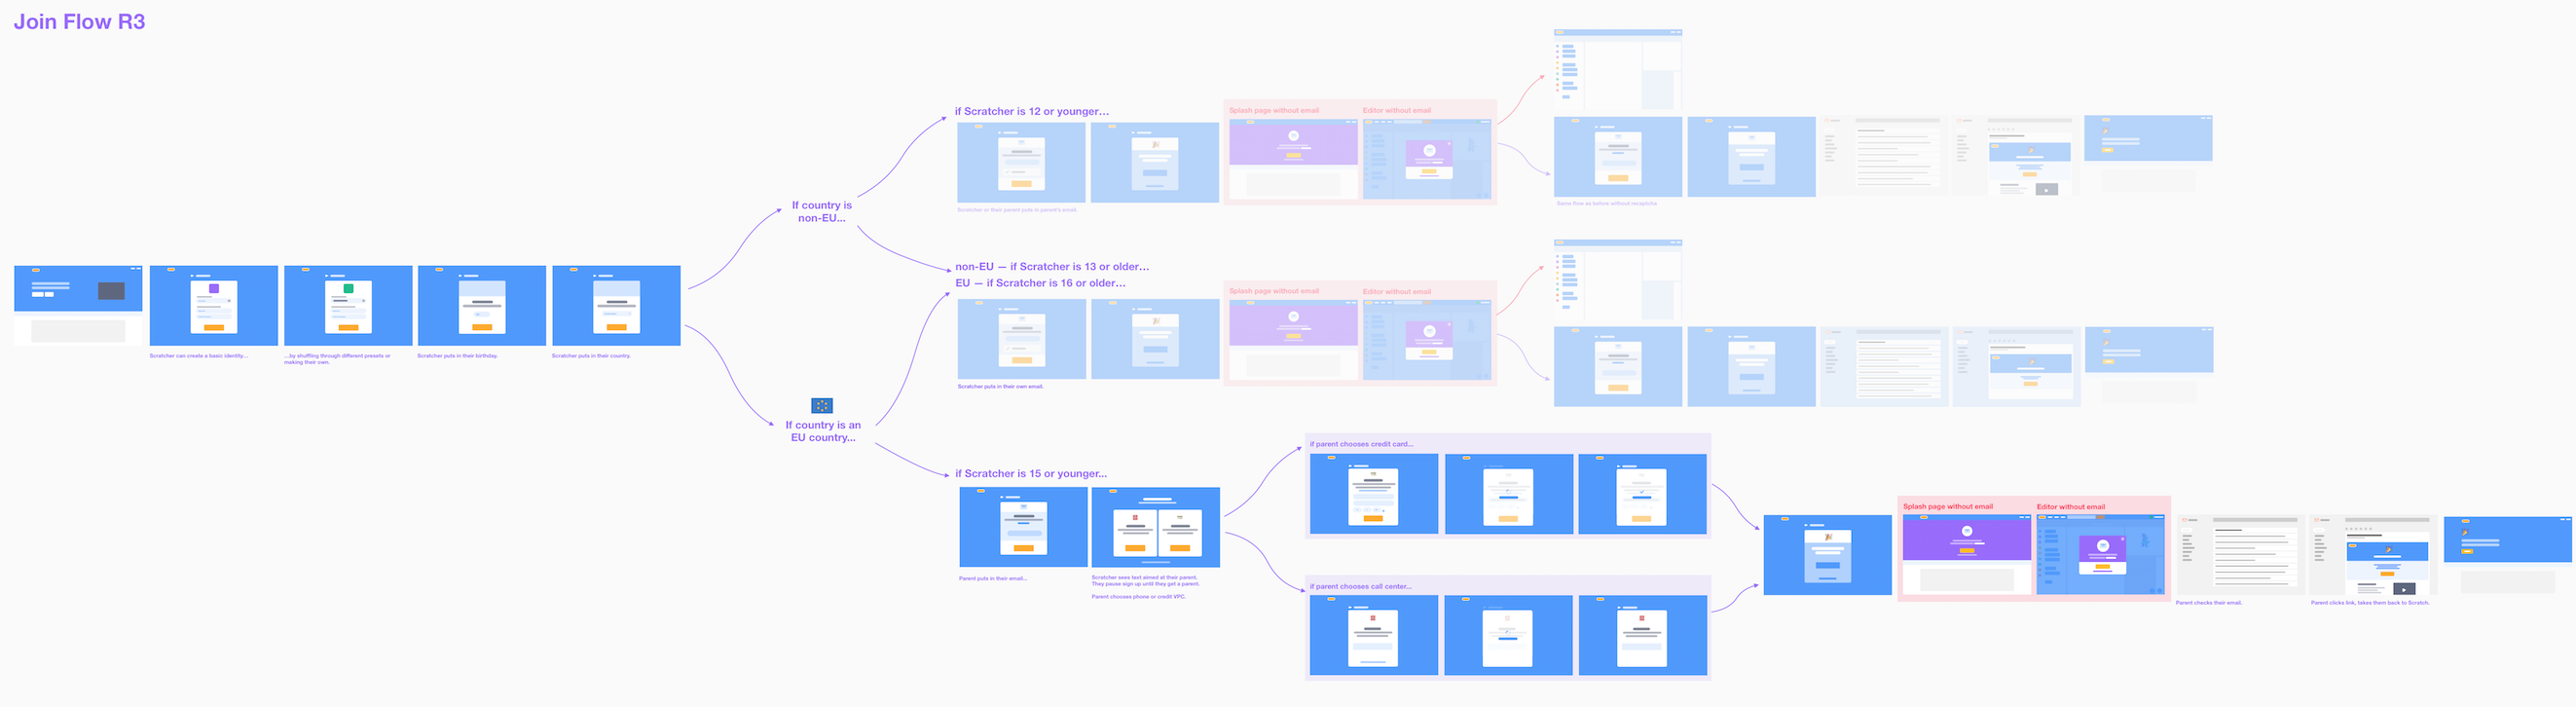 Join Flow R3
Scratcher can create a basic identity...
...by shuffling through different presets or
making their own.
Scratcher puts in their birthday.
Scratcher puts in their country.
If country is
non-EU...
If country is an
EU country...
if Scratcher is 12 or younger...
Scratcher or their parent puts in parent's email.
Splash page without email
Editor without email
Same flow as before without recaptcha
non-EU — if Scratcher is 13 or older...
EU — if Scratcher is 16 or older...
Scratcher puts in their own email.
Splash page without email
Editor without email
if Scratcher is 15 or younger...
Parent puts in their email...
Scratcher sees text aimed at their parent.
They pause sign up until they get a parent.
Parent chooses phone or credit VPC.
if parent chooses credit card...
if parent chooses call center...
Splash page without email
Editor without email
Parent checks their email.
Parent clicks link, takes them back to Scratch.